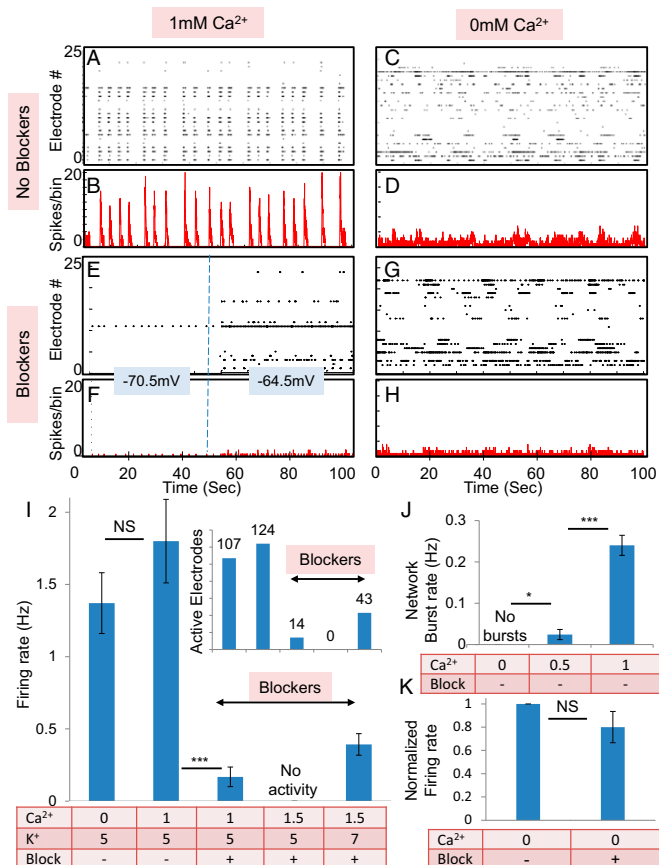 1mM Ca²⁺
0mM Ca²⁺
No Blockers
Blockers
A
25
Electrode #
0
B
20
Spikes/bin
0
C
D
E
25
Electrode #
0
-70.5mV
-64.5mV
F
20
Spikes/bin
0
0 20 40 60 80 100
Time (Sec)
G
H
0 20 40 60 80 100
Time (Sec)
I
2
1.5
1
0.5
0
Firing rate (Hz)
NS
***
Blockers
No
activity
Active Electrodes
107
124
14
0
43
Blockers
Ca²⁺ 0 1 1 1.5 1.5
K⁺ 5 5 5 5 7
Block - - + + +
J
0.3
0.2
0.1
0
Network
Burst rate (Hz)
No
bursts
*
***
Ca²⁺ 0 0.5 1
Block - - -
K
1
0.8
0.6
0.4
0.2
0
Normalized
Firing rate
NS
Ca²⁺ 0 0
Block - +